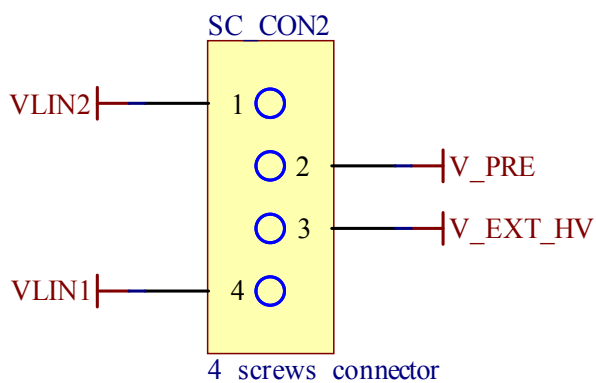 SC_CON2
VLIN2 1
2 V_PRE
3 V_EXT_HV
VLIN1 4
4 screws connector